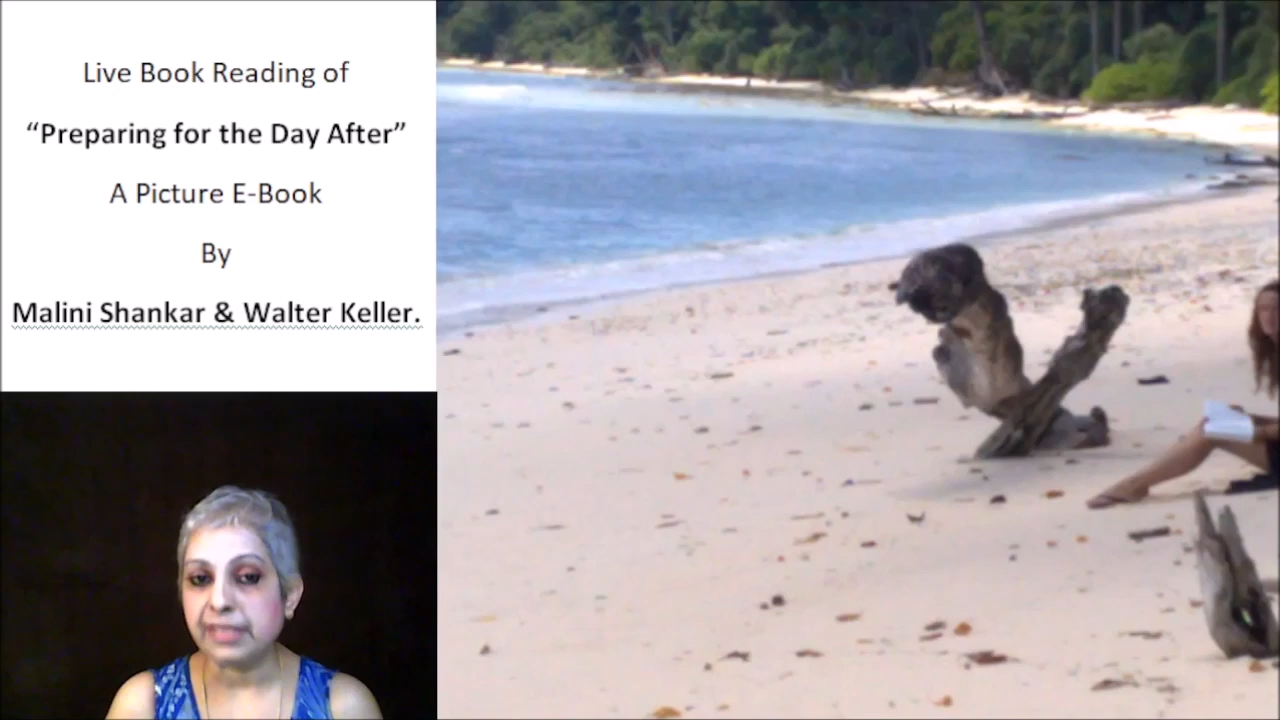 Live Book Reading of
“Preparing for the Day After”
A Picture E-Book
By
Malini Shankar & Walter Keller.